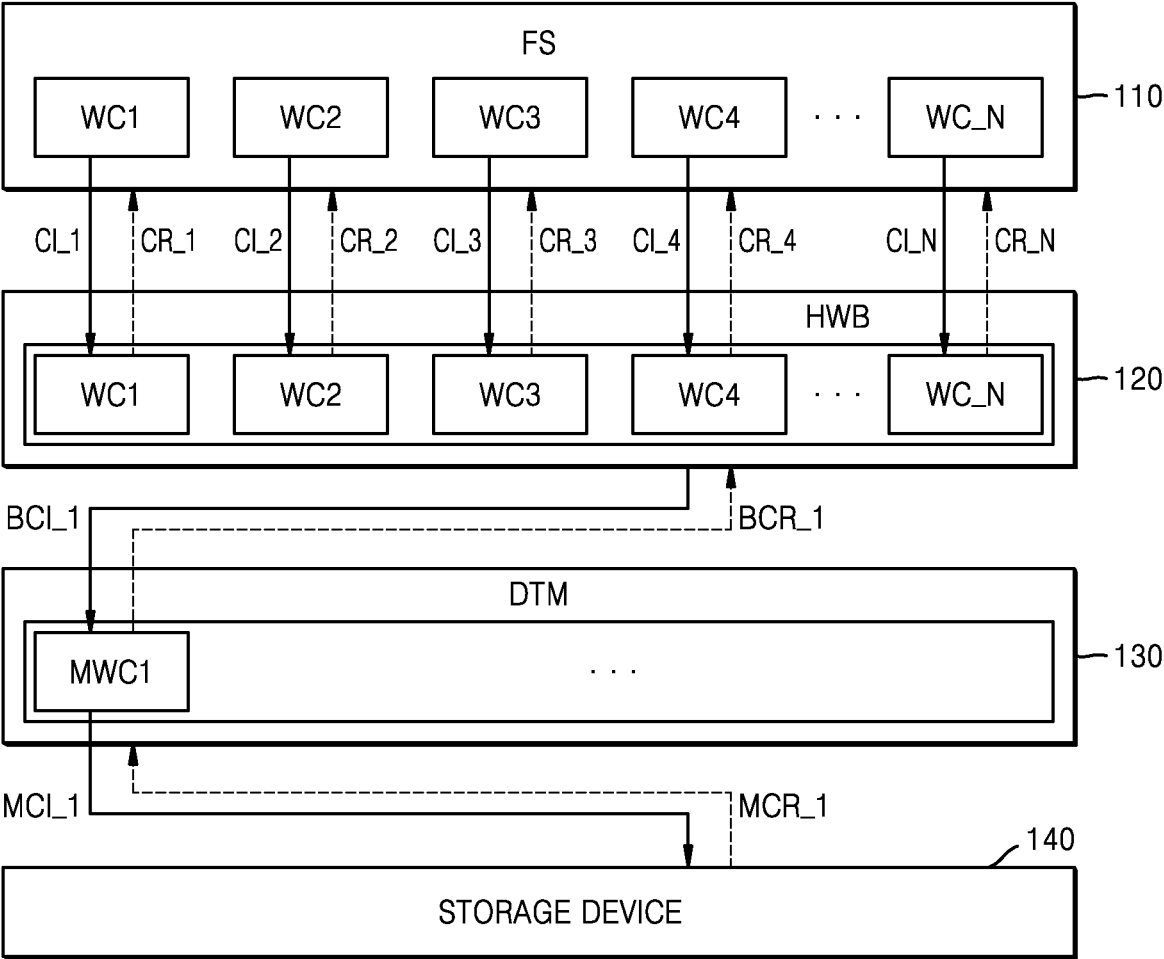 FS
WC1 WC2 WC3 WC4 · · · WC_N
110
CI_1 CR_1 CI_2 CR_2 CI_3 CR_3 CI_4 CR_4 CI_N CR_N
HWB
WC1 WC2 WC3 WC4 · · · WC_N
120
BCI_1 BCR_1
DTM
MWC1 · · ·
130
MCI_1 MCR_1
140
STORAGE DEVICE